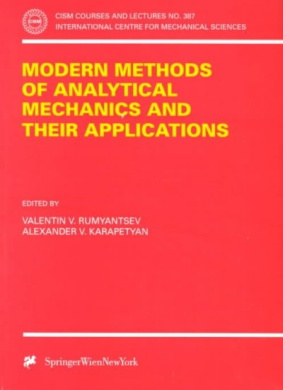 CISM
CISM COURSES AND LECTURES NO. 387
INTERNATIONAL CENTRE FOR MECHANICAL SCIENCES
MODERN METHODS
OF ANALYTICAL
MECHANICS AND
THEIR APPLICATIONS
EDITED BY
VALENTIN V. RUMYANTSEV
ALEXANDER V. KARAPETYAN
SpringerWienNewYork